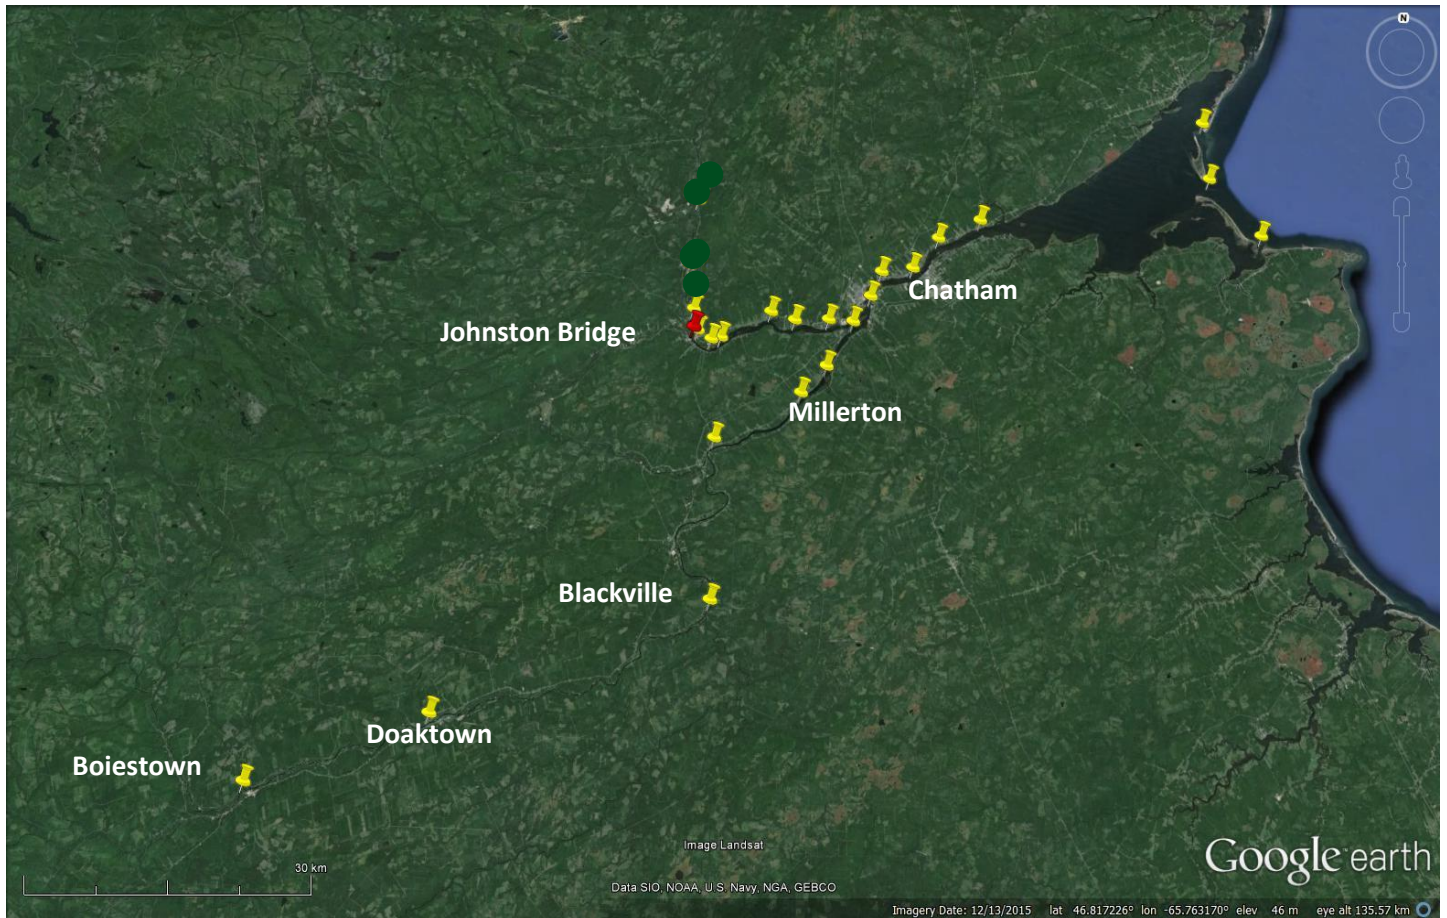 N
Chatham
Johnston Bridge
Millerton
Blackville
Doaktown
Boiestown
Image Landsat
Google earth
30 km
Data SIO, NOAA, U.S. Navy, NGA, GEBCO
Imagery Date: 12/13/2015 lat 46.817226° lon -65.763170° elev 46 m eye alt 135.57 km